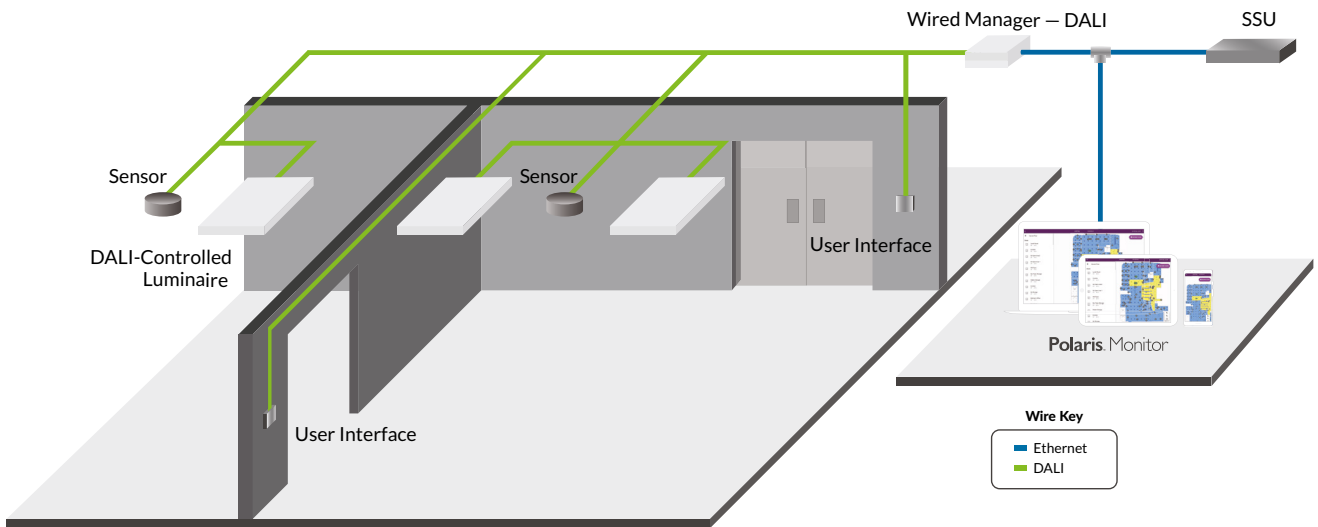 Wired Manager — DALI
SSU
Sensor
Sensor
DALI-Controlled
Luminaire
User Interface
User Interface
Polaris. Monitor
Wire Key
Ethernet
DALI